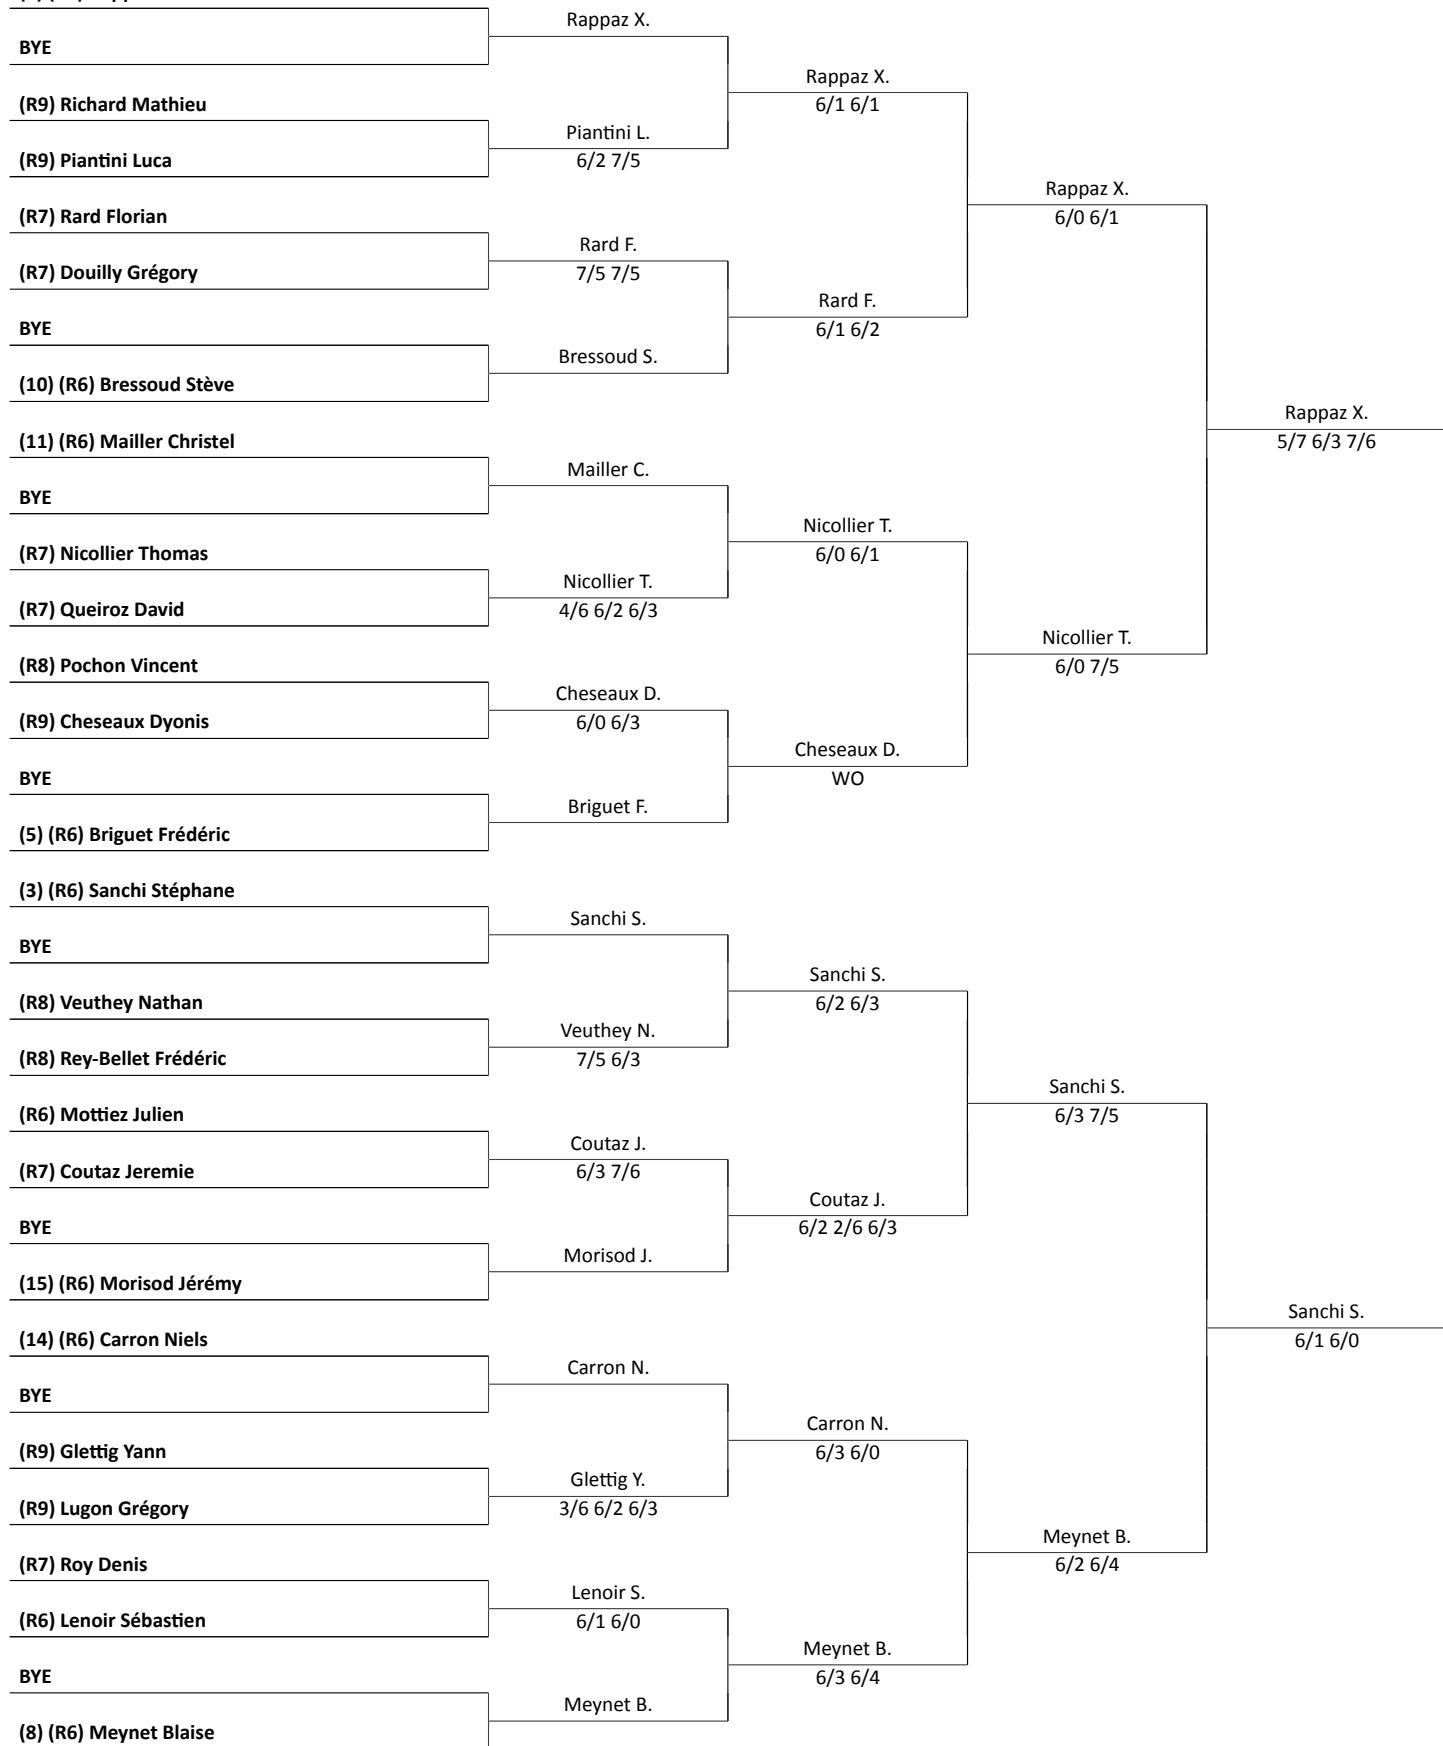 BYE
(R9) Richard Mathieu
(R9) Piantini Luca
(R7) Rard Florian
(R7) Douilly Grégory
BYE
(10) (R6) Bressoud Stève
(11) (R6) Mailler Christel
BYE
(R7) Nicollier Thomas
(R7) Queiroz David
(R8) Pochon Vincent
(R9) Cheseaux Dyonis
BYE
(5) (R6) Briguet Frédéric
(3) (R6) Sanchi Stéphane
BYE
(R8) Veuthey Nathan
(R8) Rey-Bellet Frédéric
(R6) Mottiez Julien
(R7) Coutaz Jeremie
BYE
(15) (R6) Morisod Jérémy
(14) (R6) Carron Niels
BYE
(R9) Glettig Yann
(R9) Lugon Grégory
(R7) Roy Denis
(R6) Lenoir Sébastien
BYE
(8) (R6) Meynet Blaise
Rappaz X.
Piantini L.
6/2 7/5
Rard F.
7/5 7/5
Bressoud S.
Mailler C.
Nicollier T.
4/6 6/2 6/3
Cheseaux D.
6/0 6/3
Briguet F.
Sanchi S.
Veuthey N.
7/5 6/3
Coutaz J.
6/3 7/6
Morisod J.
Carron N.
Glettig Y.
3/6 6/2 6/3
Lenoir S.
6/1 6/0
Meynet B.
Rappaz X.
6/1 6/1
Rard F.
6/1 6/2
Nicollier T.
6/0 6/1
Cheseaux D.
WO
Sanchi S.
6/2 6/3
Coutaz J.
6/2 2/6 6/3
Carron N.
6/3 6/0
Meynet B.
6/3 6/4
Rappaz X.
6/0 6/1
Nicollier T.
6/0 7/5
Sanchi S.
6/3 7/5
Meynet B.
6/2 6/4
Rappaz X.
5/7 6/3 7/6
Sanchi S.
6/1 6/0